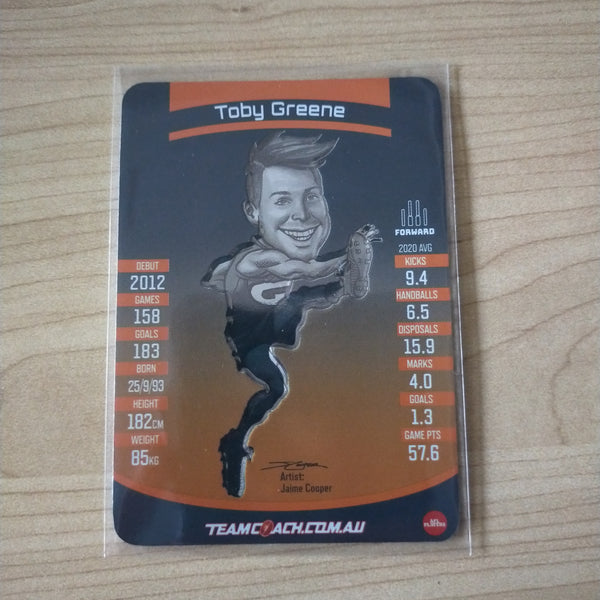 Toby Greene
FORWARD
2020 AVG
DEBUT
2012
GAMES
158
GOALS
183
BORN
25/9/93
HEIGHT
182CM
WEIGHT
85KG
KICKS
9.4
HANDBALLS
6.5
DISPOSALS
15.9
MARKS
4.0
GOALS
1.3
GAME PTS
57.6
G
Artist:
Jaime Cooper
TEAMCOACH.COM.AU
AFL
PLAYERS